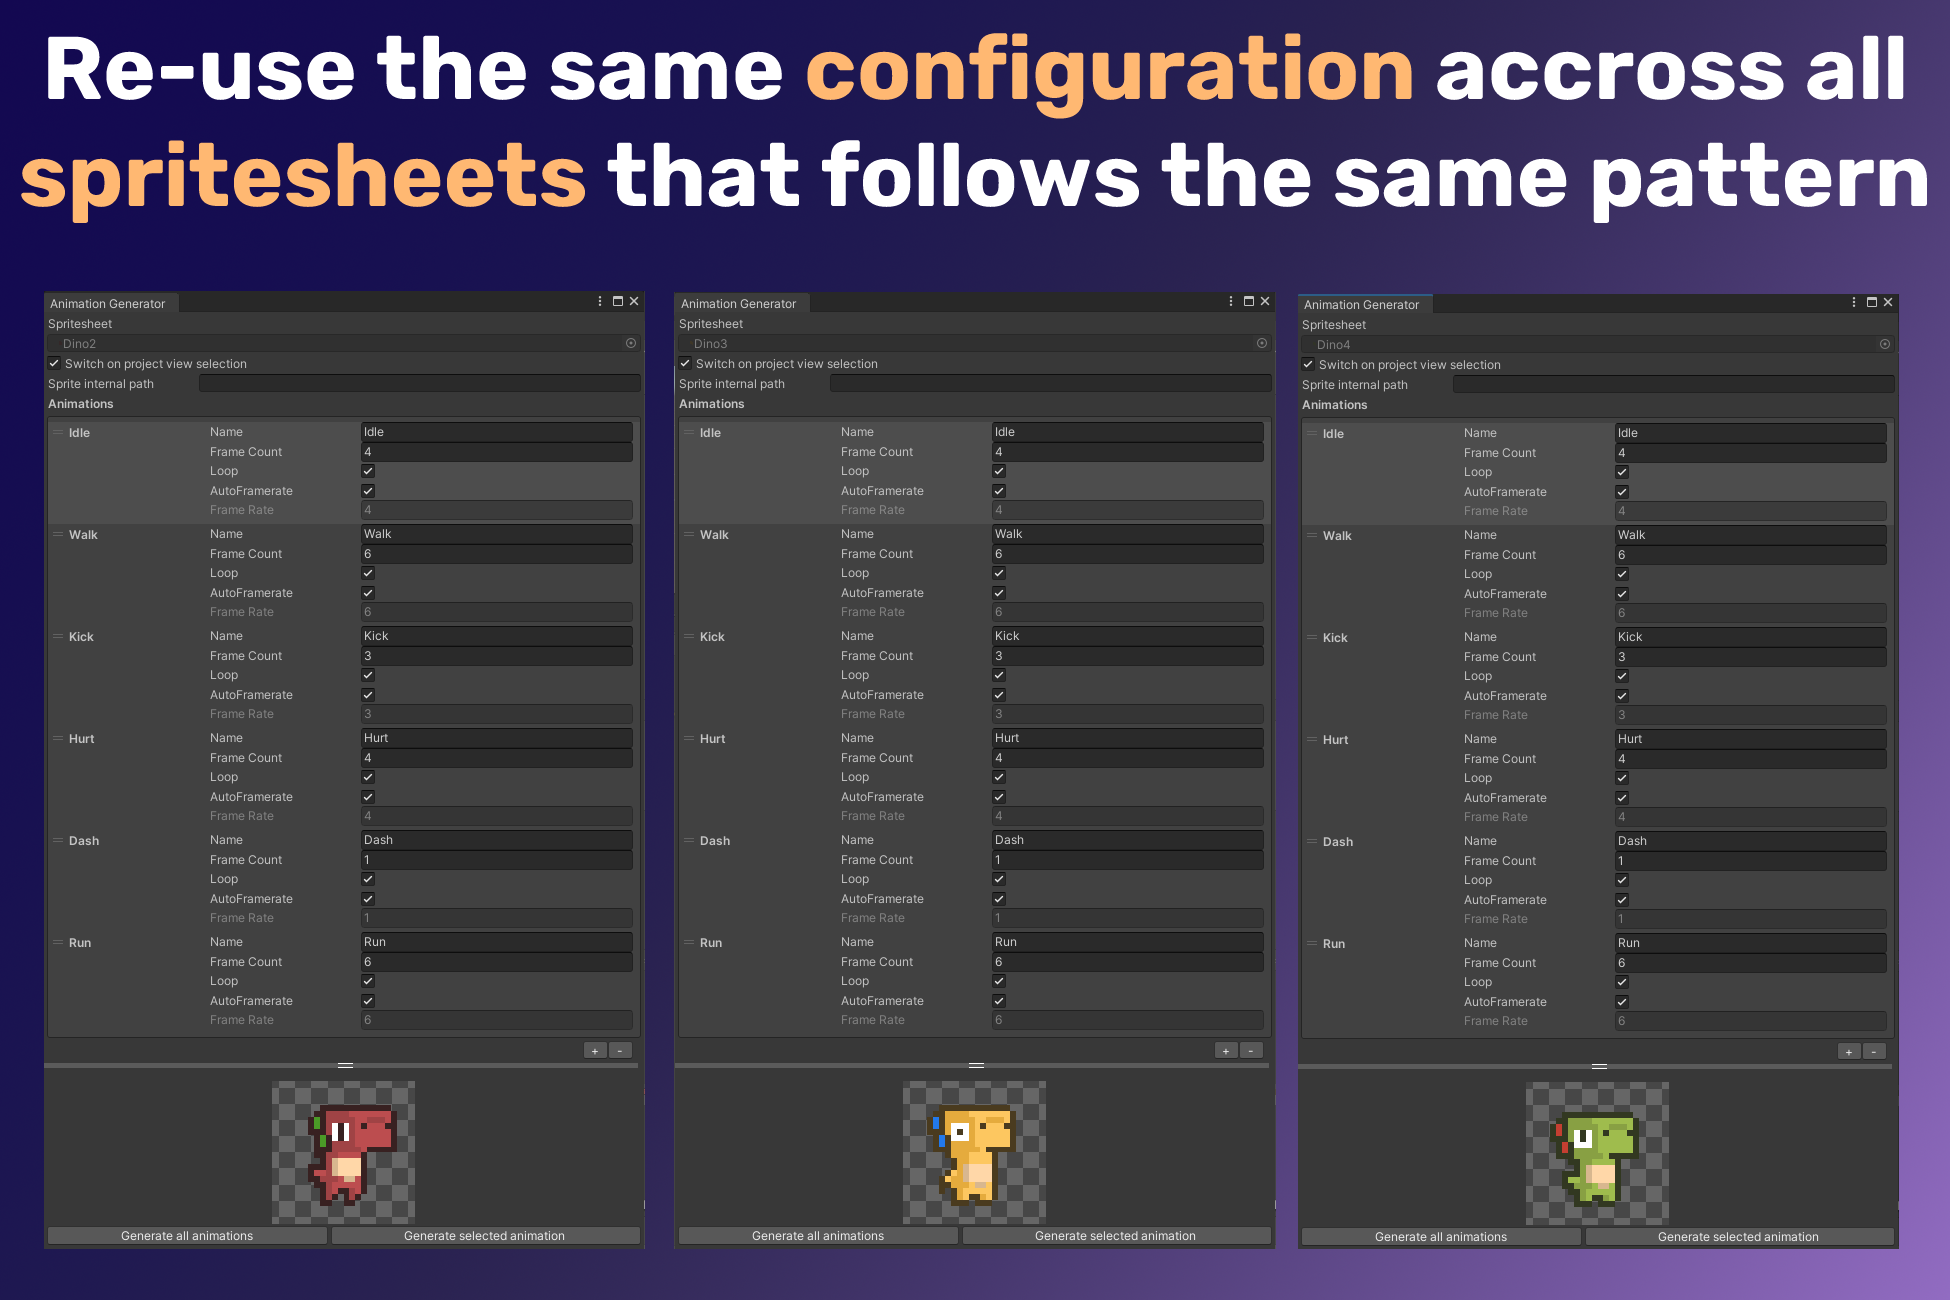 Re-use the same configuration accross all
spritesheets that follows the same pattern
Animation Generator
Spritesheet
Dino2
Switch on project view selection
Sprite internal path
Animations
Idle
Name Idle
Frame Count 4
Loop
AutoFramerate
Frame Rate 4
Walk
Name Walk
Frame Count 6
Loop
AutoFramerate
Frame Rate 6
Kick
Name Kick
Frame Count 3
Loop
AutoFramerate
Frame Rate 3
Hurt
Name Hurt
Frame Count 4
Loop
AutoFramerate
Frame Rate 4
Dash
Name Dash
Frame Count 1
Loop
AutoFramerate
Frame Rate 1
Run
Name Run
Frame Count 6
Loop
AutoFramerate
Frame Rate 6
+ -
Generate all animations Generate selected animation
Animation Generator
Spritesheet
Dino3
Switch on project view selection
Sprite internal path
Animations
Idle
Name Idle
Frame Count 4
Loop
AutoFramerate
Frame Rate 4
Walk
Name Walk
Frame Count 6
Loop
AutoFramerate
Frame Rate 6
Kick
Name Kick
Frame Count 3
Loop
AutoFramerate
Frame Rate 3
Hurt
Name Hurt
Frame Count 4
Loop
AutoFramerate
Frame Rate 4
Dash
Name Dash
Frame Count 1
Loop
AutoFramerate
Frame Rate 1
Run
Name Run
Frame Count 6
Loop
AutoFramerate
Frame Rate 6
+ -
Generate all animations Generate selected animation
Animation Generator
Spritesheet
Dino4
Switch on project view selection
Sprite internal path
Animations
Idle
Name Idle
Frame Count 4
Loop
AutoFramerate
Frame Rate 4
Walk
Name Walk
Frame Count 6
Loop
AutoFramerate
Frame Rate 6
Kick
Name Kick
Frame Count 3
Loop
AutoFramerate
Frame Rate 3
Hurt
Name Hurt
Frame Count 4
Loop
AutoFramerate
Frame Rate 4
Dash
Name Dash
Frame Count 1
Loop
AutoFramerate
Frame Rate 1
Run
Name Run
Frame Count 6
Loop
AutoFramerate
Frame Rate 6
+ -
Generate all animations Generate selected animation